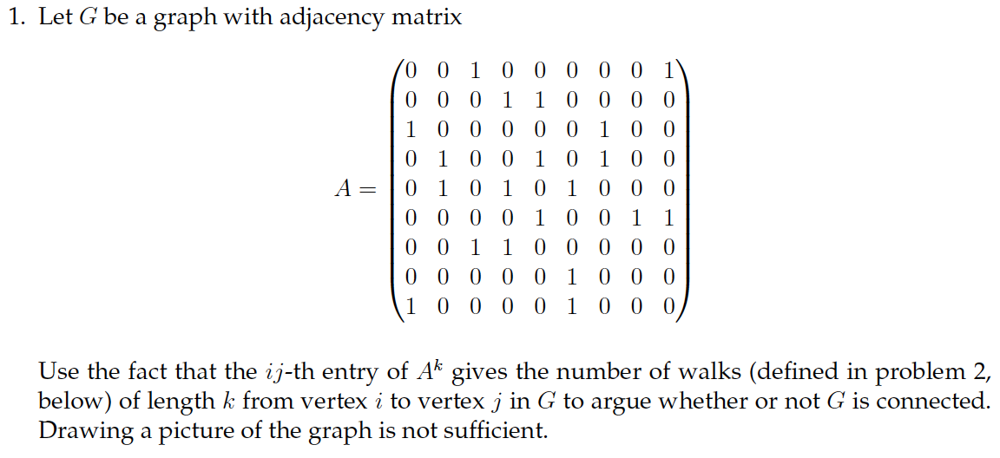 1. Let G be a graph with adjacency matrix
0 0 1 0 0 0 0 0 1
0 0 0 1 1 0 0 0 0
1 0 0 0 0 0 1 0 0
0 1 0 0 1 0 1 0 0
A = 0 1 0 1 0 1 0 0 0
0 0 0 0 1 0 0 1 1
0 0 1 1 0 0 0 0 0
0 0 0 0 0 1 0 0 0
1 0 0 0 0 1 0 0 0
Use the fact that the ij-th entry of A^k gives the number of walks (defined in problem 2,
below) of length k from vertex i to vertex j in G to argue whether or not G is connected.
Drawing a picture of the graph is not sufficient.